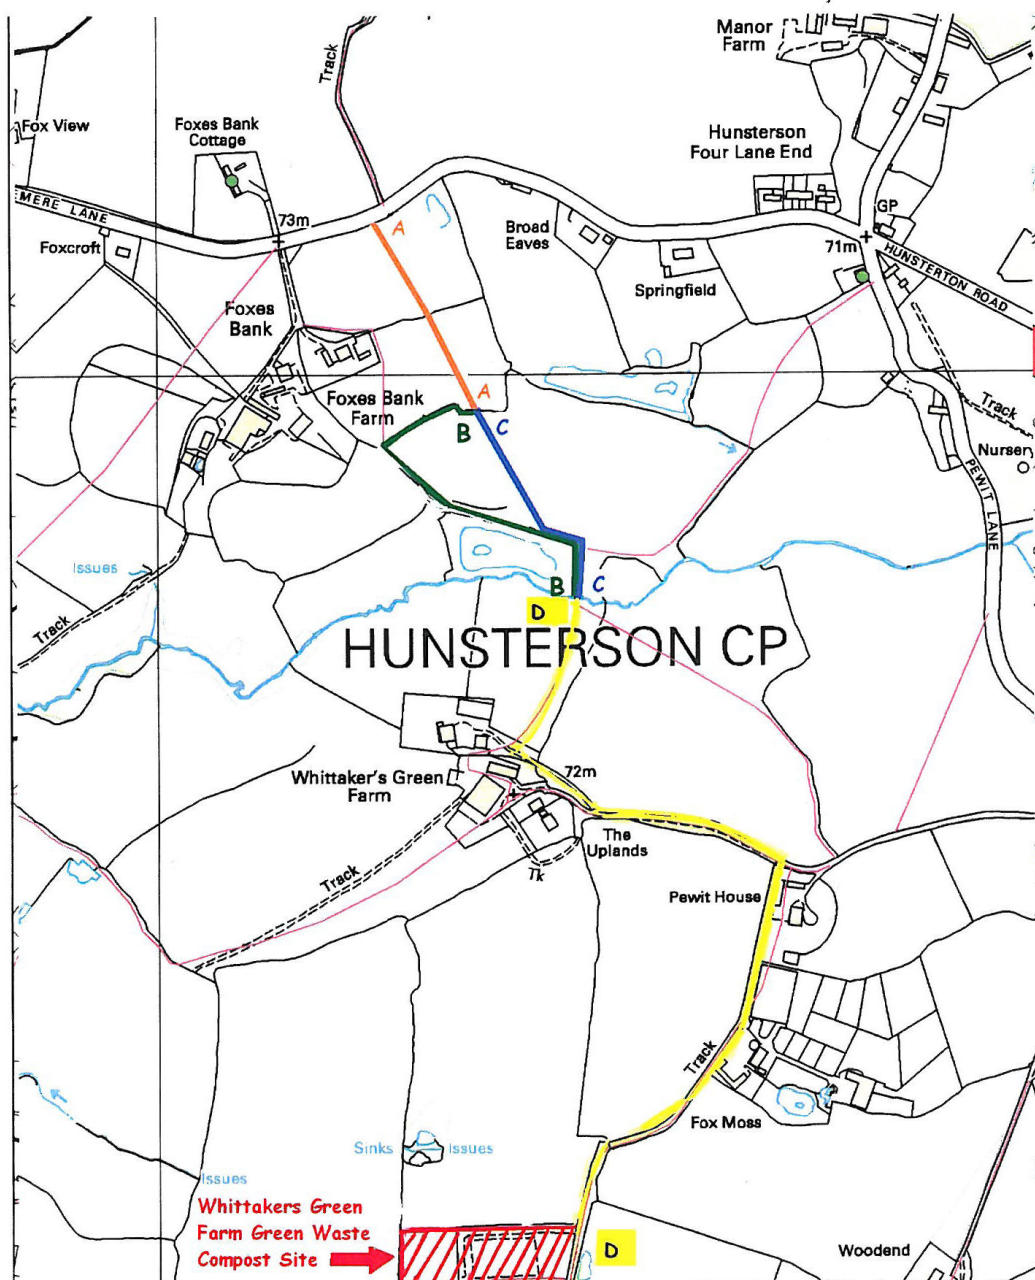 Manor
Farm
Track
Fox View
Foxes Bank
Cottage
Hunsterson
Four Lane End
MERE LANE
73m
A
GP
Foxcroft
Broad
Eaves
71m
HUNSTERTON ROAD
Springfield
Foxes
Bank
Foxes Bank
Farm
A
B
C
Track
Nurser
PEWIT LANE
Issues
B
C
D
Track
HUNSTERSON CP
Whittaker's Green
Farm
72m
The
Uplands
Track
Tk
Pewit House
Track
Fox Moss
Sinks
Issues
Issues
Whittakers Green
Farm Green Waste
Compost Site
D
Woodend